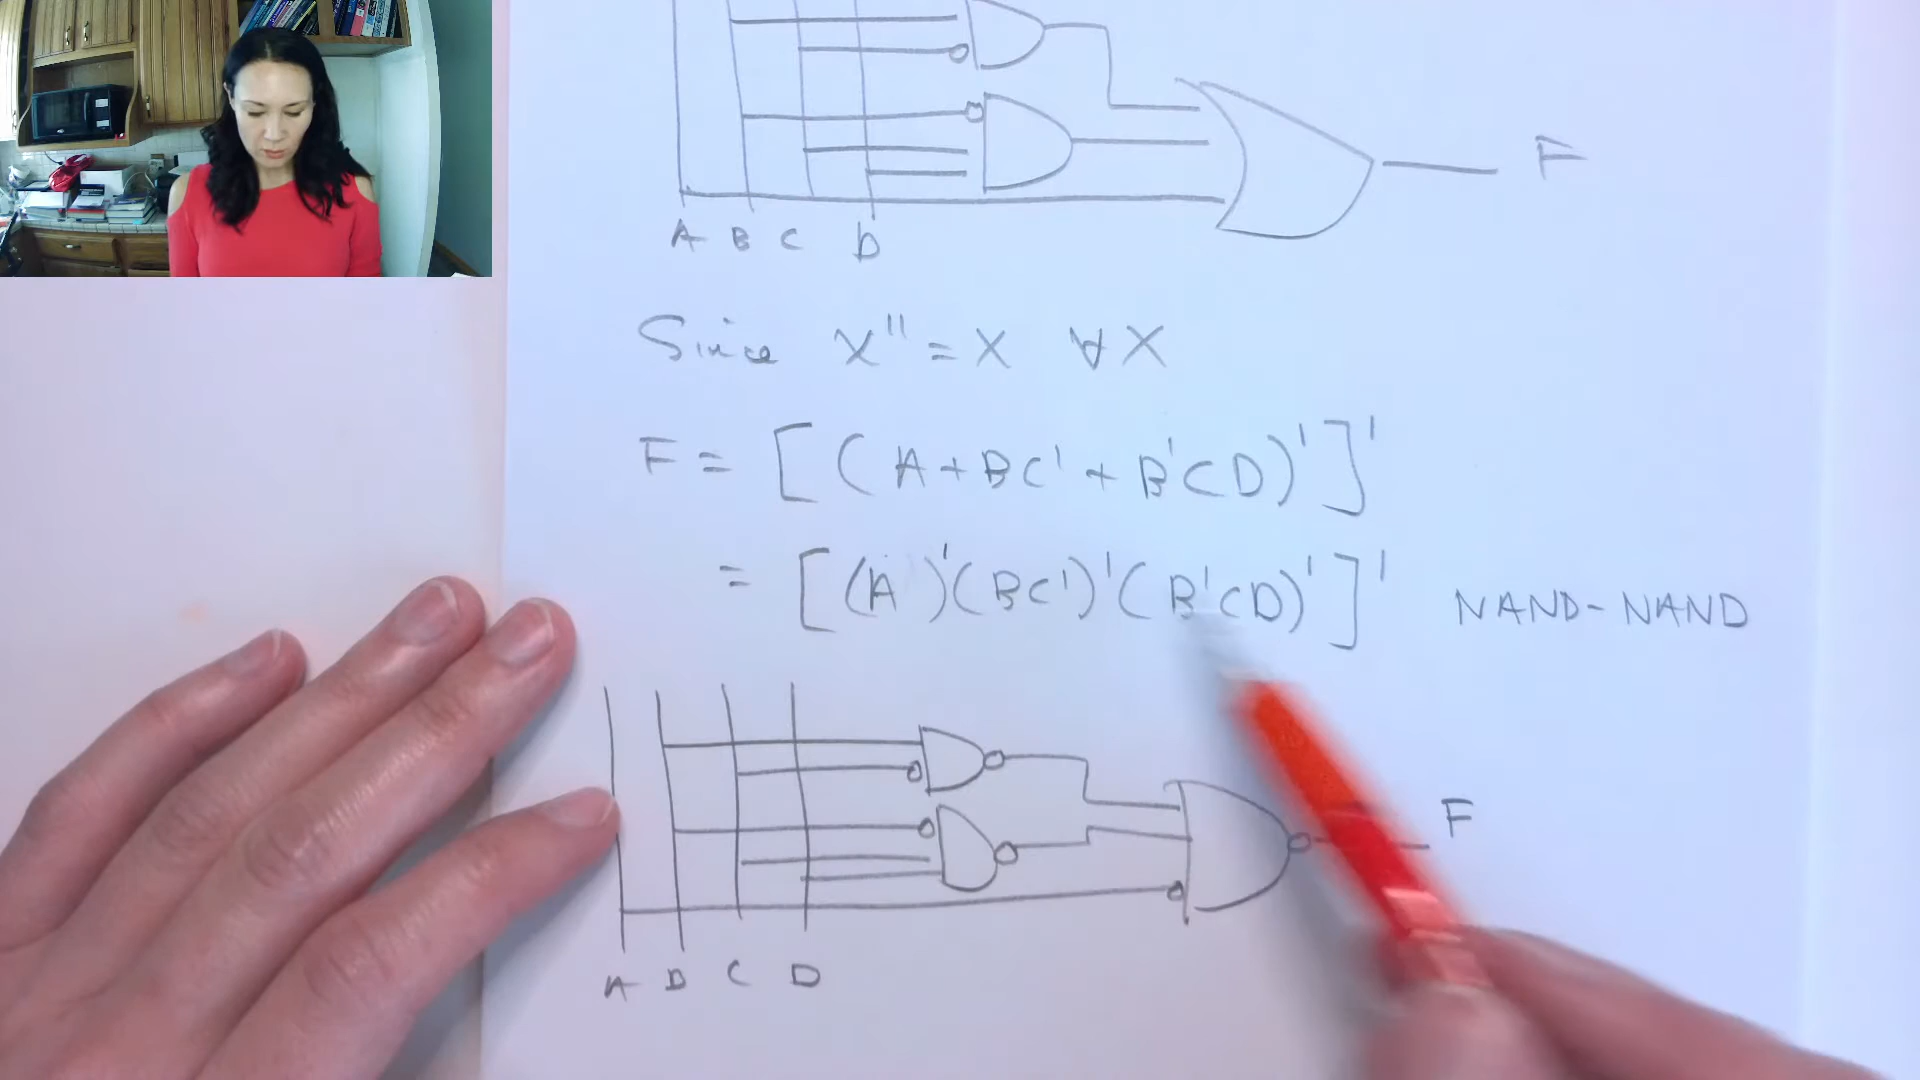 F
A B C D
Since X'' = X ∀ X
F = [(A + BC' + B'CD)']'
= [(A)'(BC')'(B'CD)']' NAND-NAND
F
A B C D